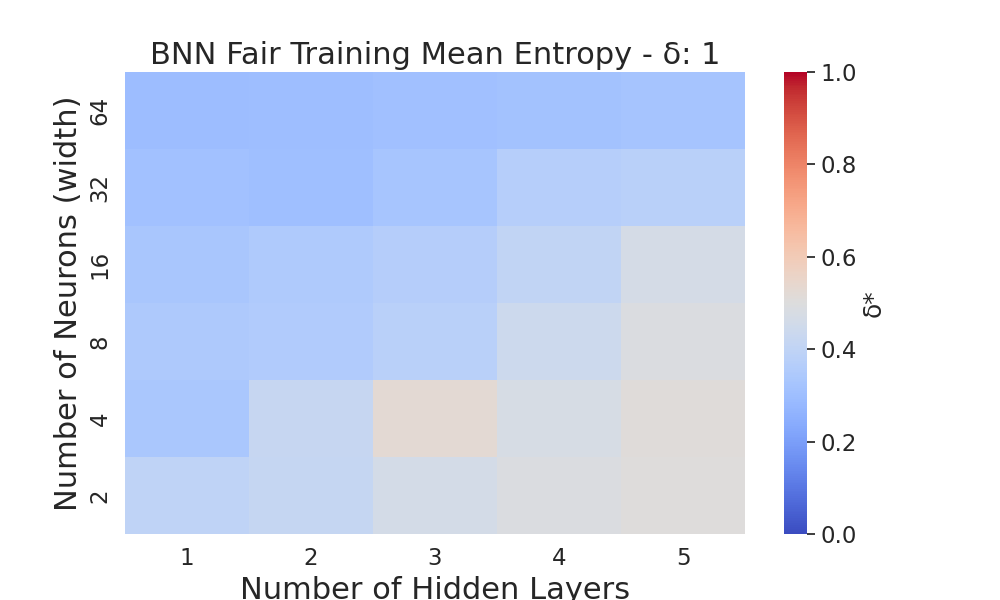 BNN Fair Training Mean Entropy - δ: 1
Number of Neurons (width)
64
32
16
8
4
2
1 2 3 4 5
Number of Hidden Layers
1.0
0.8
0.6
0.4
0.2
0.0
δ*